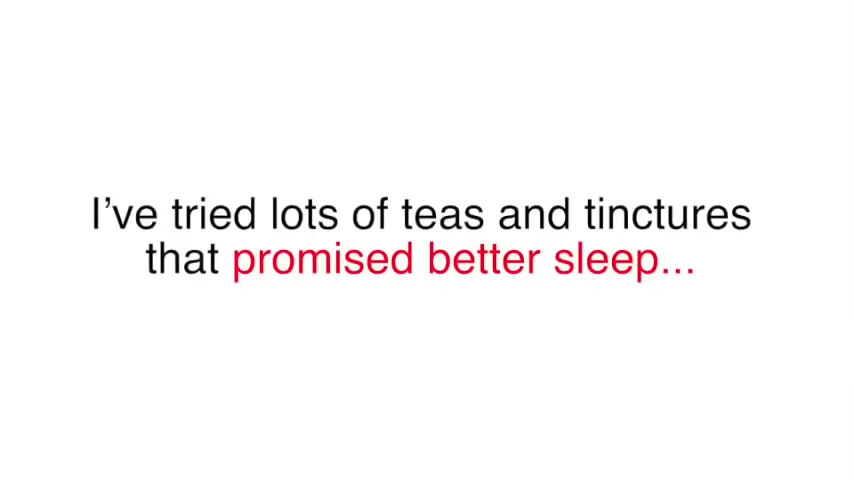 I’ve tried lots of teas and tinctures
that promised better sleep...